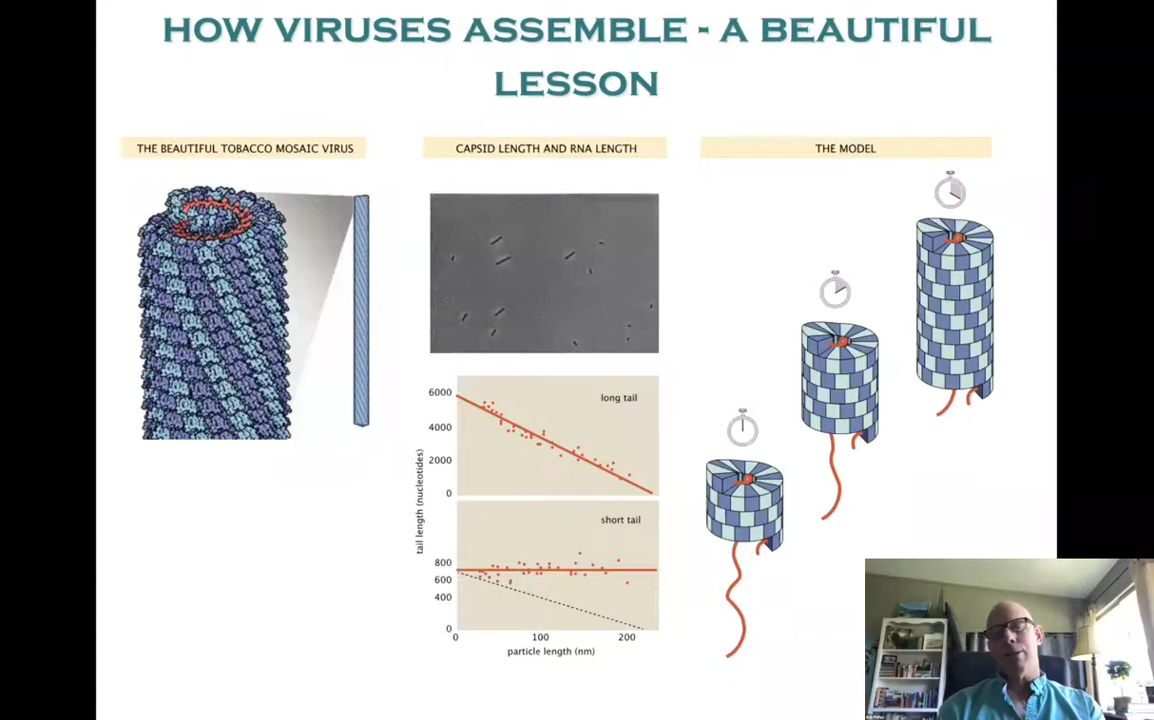 HOW VIRUSES ASSEMBLE - A BEAUTIFUL
LESSON
THE BEAUTIFUL TOBACCO MOSAIC VIRUS
CAPSID LENGTH AND RNA LENGTH
THE MODEL
tail length (nucleotides)
6000
4000
2000
0
long tail
800
600
400
0
short tail
0
100
200
particle length (nm)